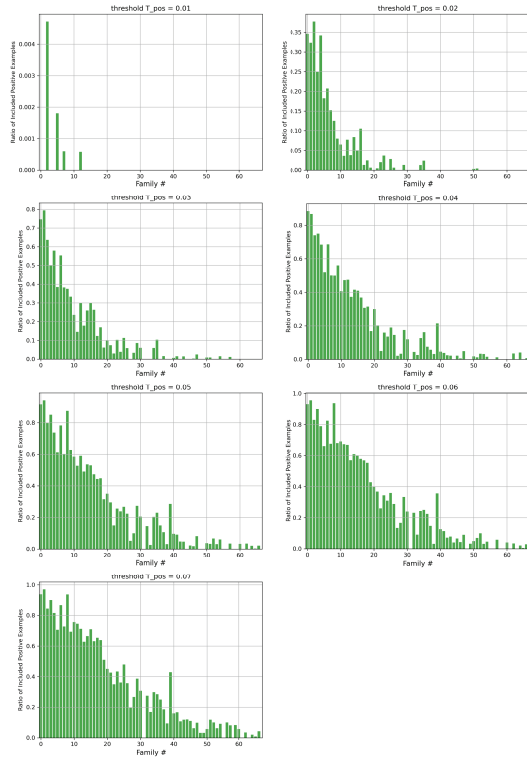 threshold T_pos = 0.01
Ratio of Included Positive Examples
0.004
0.003
0.002
0.001
0.000
0 10 20 30 40 50 60
Family #
threshold T_pos = 0.02
Ratio of Included Positive Examples
0.35
0.30
0.25
0.20
0.15
0.10
0.05
0.00
0 10 20 30 40 50 60
Family #
threshold T_pos = 0.03
Ratio of Included Positive Examples
0.8
0.7
0.6
0.5
0.4
0.3
0.2
0.1
0.0
0 10 20 30 40 50 60
Family #
threshold T_pos = 0.04
Ratio of Included Positive Examples
0.8
0.6
0.4
0.2
0.0
0 10 20 30 40 50 60
Family #
threshold T_pos = 0.05
Ratio of Included Positive Examples
0.8
0.6
0.4
0.2
0.0
0 10 20 30 40 50 60
Family #
threshold T_pos = 0.06
Ratio of Included Positive Examples
1.0
0.8
0.6
0.4
0.2
0.0
0 10 20 30 40 50 60
Family #
threshold T_pos = 0.07
Ratio of Included Positive Examples
1.0
0.8
0.6
0.4
0.2
0.0
0 10 20 30 40 50 60
Family #